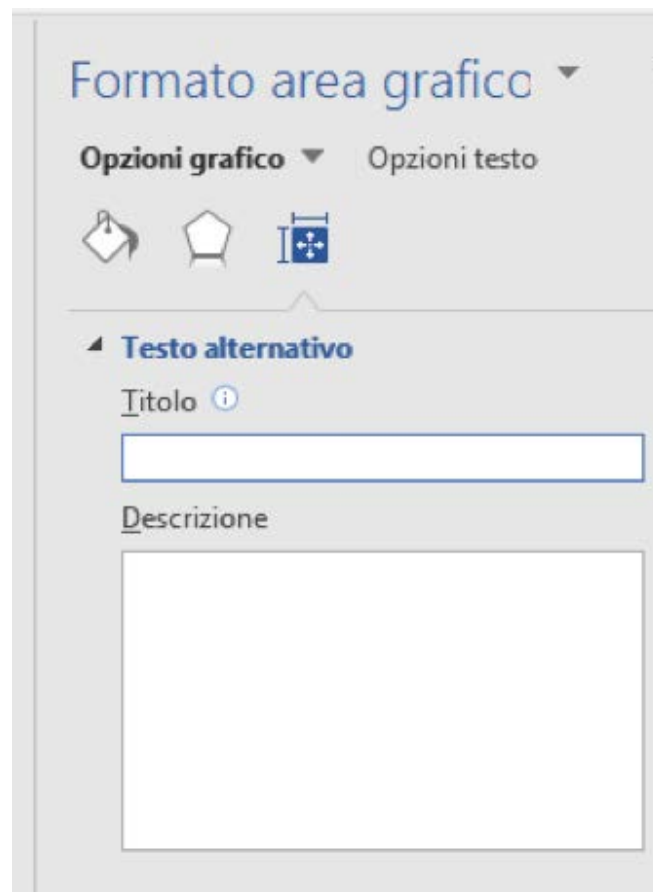 Formato area grafico
Opzioni grafico Opzioni testo
Testo alternativo
Titolo
Descrizione